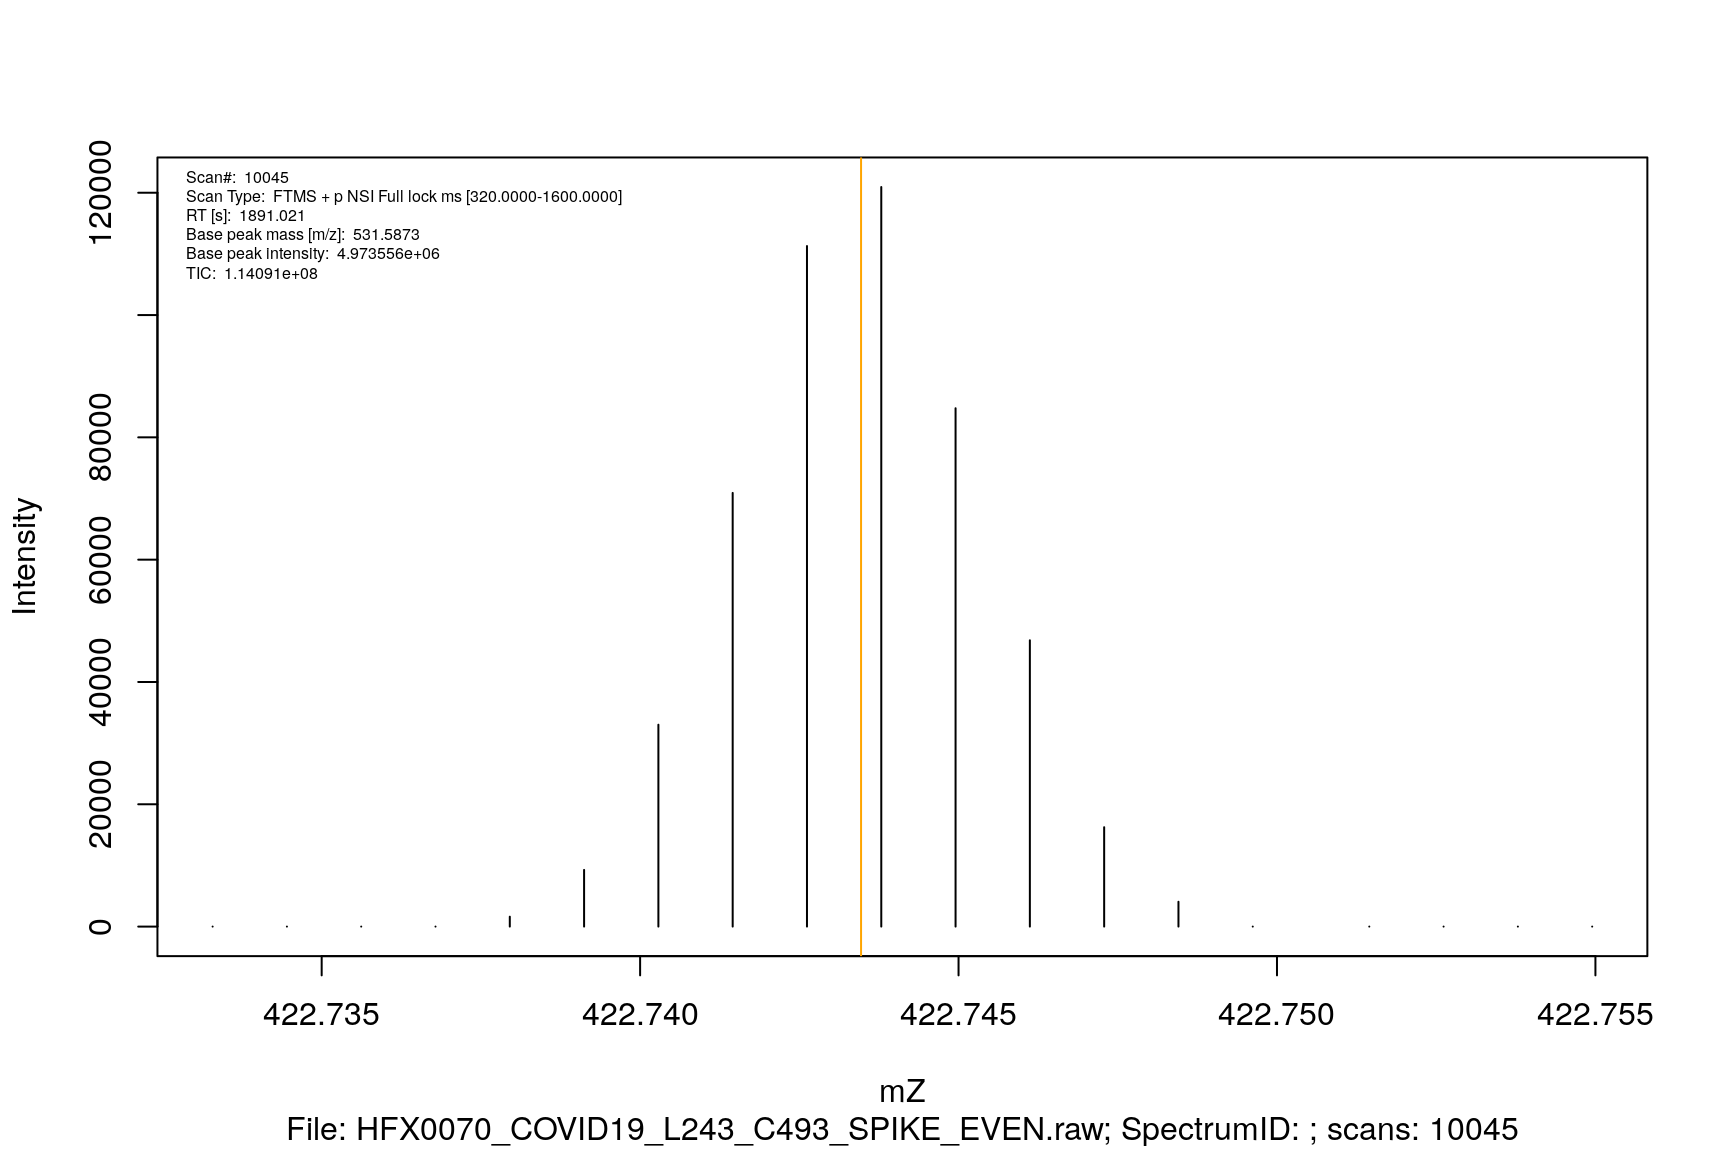 Scan#: 10045
Scan Type: FTMS + p NSI Full lock ms [320.0000-1600.0000]
RT [s]: 1891.021
Base peak mass [m/z]: 531.5873
Base peak intensity: 4.973556e+06
TIC: 1.14091e+08
120000
80000
60000
40000
20000
0
Intensity
422.735 422.740 422.745 422.750 422.755
mZ
File: HFX0070_COVID19_L243_C493_SPIKE_EVEN.raw; SpectrumID: ; scans: 10045